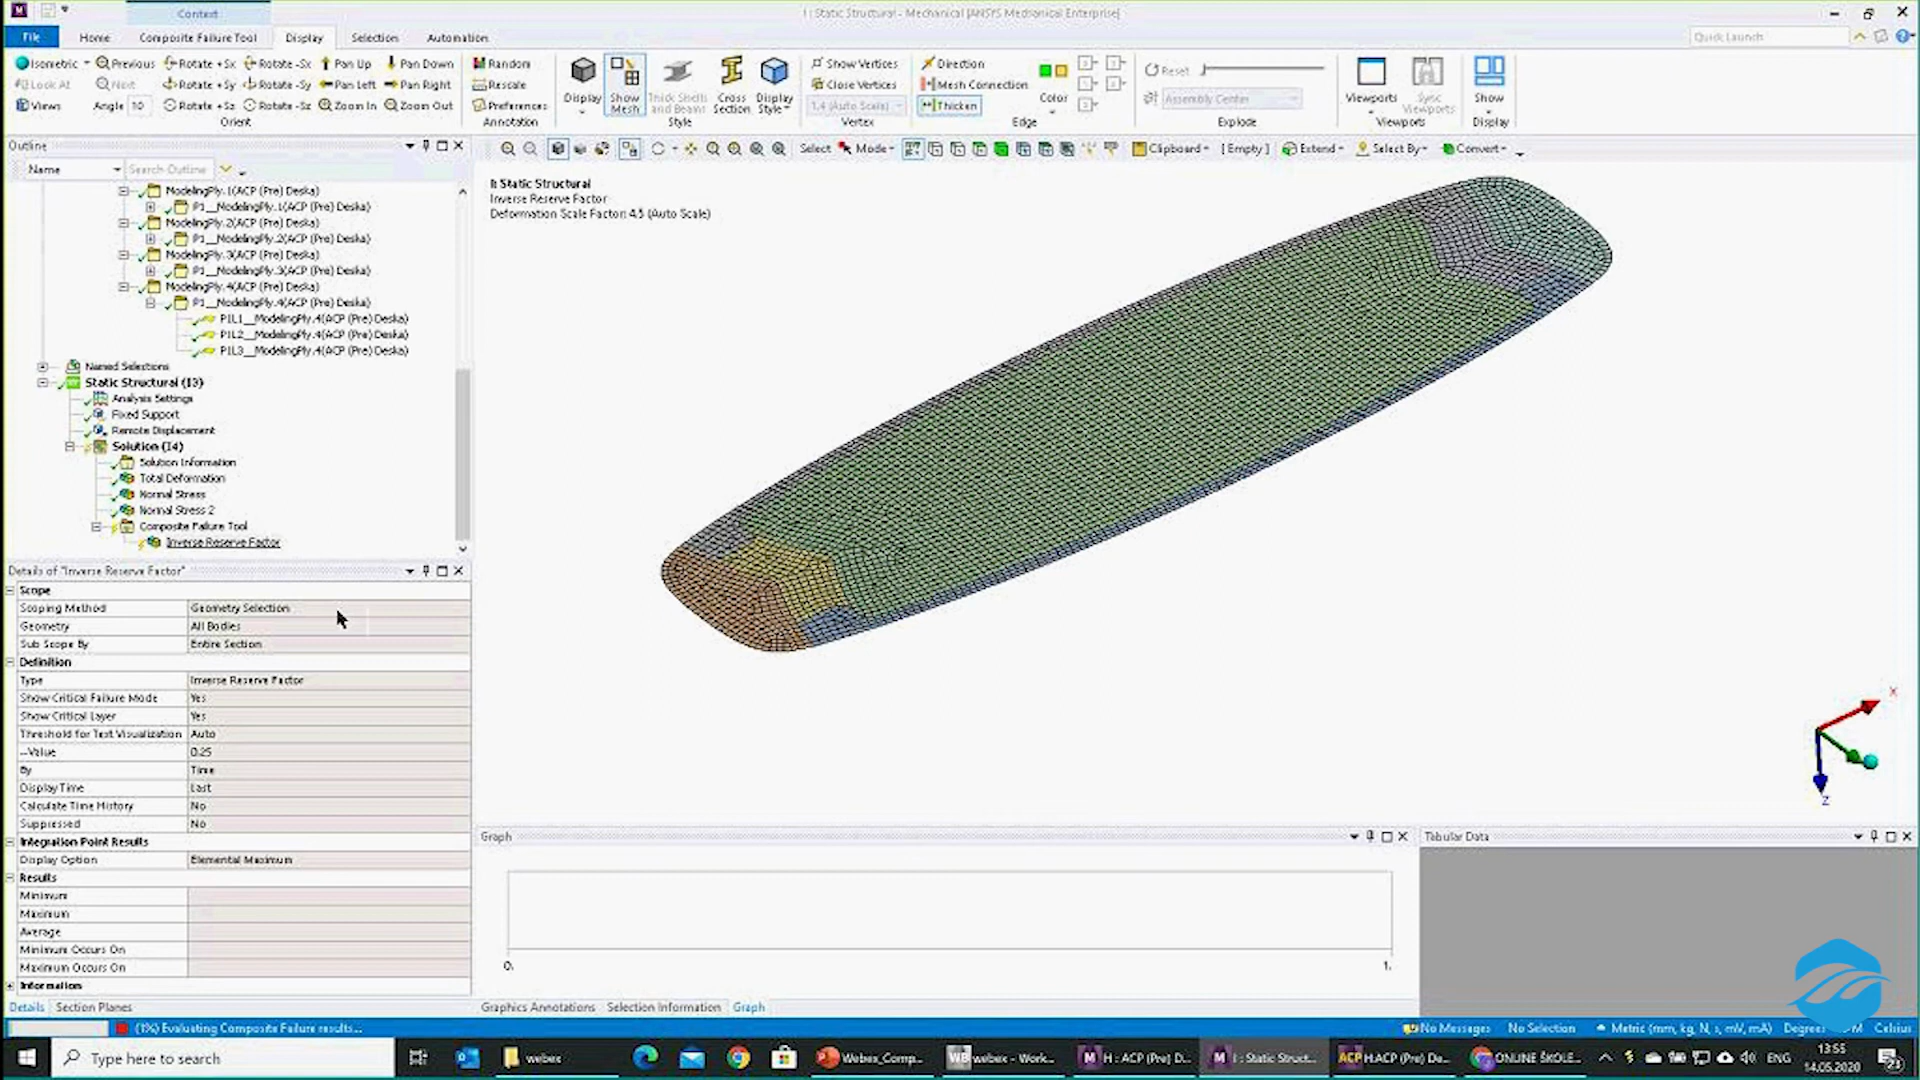 Context
I : Static Structural - Mechanical [ANSYS Mechanical Enterprise]
File Home Composite Failure Tool Display Selection Automation
Quick Launch
Isometric Previous Rotate +Sx Rotate -Sx Pan Up Pan Down
Look At Next Rotate +Sy Rotate -Sy Pan Left Pan Right
Views Angle 10 Rotate +Sz Rotate -Sz Zoom In Zoom Out
Orient
Random
Rescale
Preferences
Annotation
Display
Show Mesh
Thick Shells and Beams
Cross Section
Display Style
Style
Show Vertices
Close Vertices
1.4 (Auto Scale)
Vertex
Direction
Mesh Connection
Thicken
Color
Edge
Reset
Assembly Center
Explode
Viewports
Sync Viewports
Viewports
Show
Display
Outline
Name Search Outline
Select Mode Clipboard [Empty] Extend Select By Convert
ModelingPly.1(ACP (Pre) Deska)
P1__ModelingPly.1(ACP (Pre) Deska)
ModelingPly.2(ACP (Pre) Deska)
P1__ModelingPly.2(ACP (Pre) Deska)
ModelingPly.3(ACP (Pre) Deska)
P1__ModelingPly.3(ACP (Pre) Deska)
ModelingPly.4(ACP (Pre) Deska)
P1__ModelingPly.4(ACP (Pre) Deska)
P1L1__ModelingPly.4(ACP (Pre) Deska)
P1L2__ModelingPly.4(ACP (Pre) Deska)
P1L3__ModelingPly.4(ACP (Pre) Deska)
Named Selections
Static Structural (I3)
Analysis Settings
Fixed Support
Remote Displacement
Solution (I4)
Solution Information
Total Deformation
Normal Stress
Normal Stress 2
Composite Failure Tool
Inverse Reserve Factor
I: Static Structural
Inverse Reserve Factor
Deformation Scale Factor: 4.5 (Auto Scale)
X
Z
Details of "Inverse Reserve Factor"
Scope
Scoping Method Geometry Selection
Geometry All Bodies
Sub Scope By Entire Section
Definition
Type Inverse Reserve Factor
Show Critical Failure Mode Yes
Show Critical Layer Yes
Threshold for Text Visualization Auto
--Value 0.25
By Time
Display Time Last
Calculate Time History No
Suppressed No
Integration Point Results
Display Option Elemental Maximum
Results
Minimum
Maximum
Average
Minimum Occurs On
Maximum Occurs On
Information
Details Section Planes
Graph
0. 1.
Tabular Data
Graphics Annotations Selection Information Graph
(1%) Evaluating Composite Failure results...
No Messages No Selection Metric (mm, kg, N, s, mV, mA) Degrees Celsius
Type here to search
webex
Webex_Comp...
webex - Work...
H : ACP (Pre) D...
I : Static Struct...
H:ACP (Pre) De...
ONLINE ŠKOLE...
ENG
13:55
14.05.2020